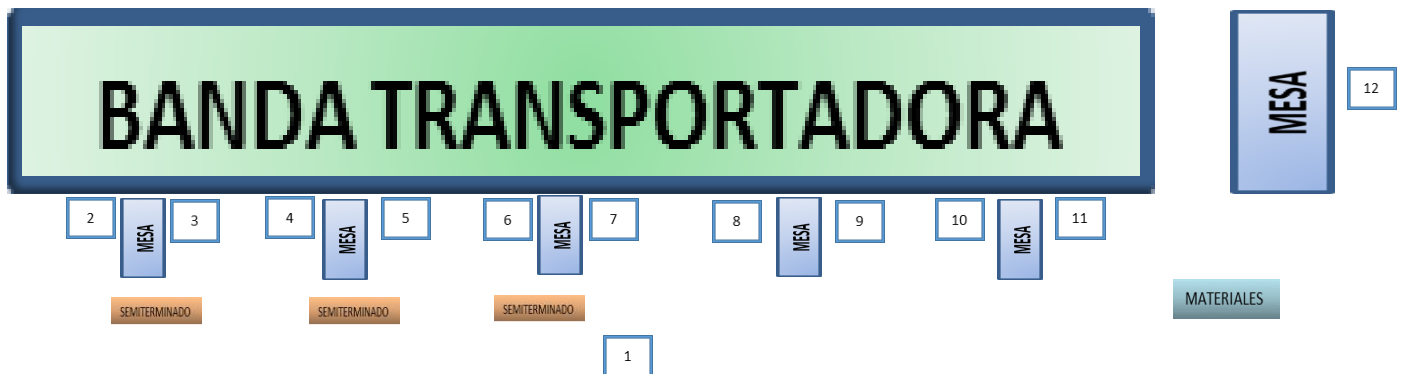 BANDA TRANSPORTADORA
MESA
12
2
MESA
3
4
MESA
5
6
MESA
7
8
MESA
9
10
MESA
11
SEMITERMINADO
SEMITERMINADO
SEMITERMINADO
MATERIALES
1